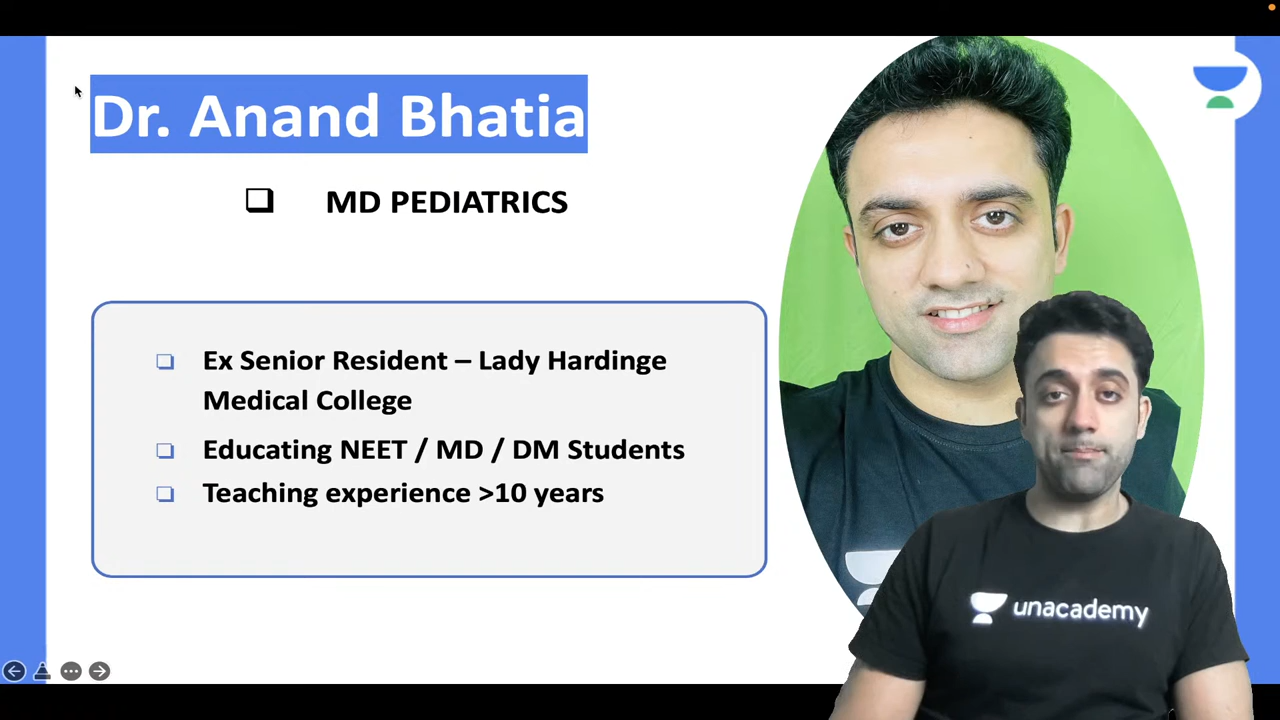 Dr. Anand Bhatia
MD PEDIATRICS
Ex Senior Resident – Lady Hardinge
Medical College
Educating NEET / MD / DM Students
Teaching experience >10 years
unacademy